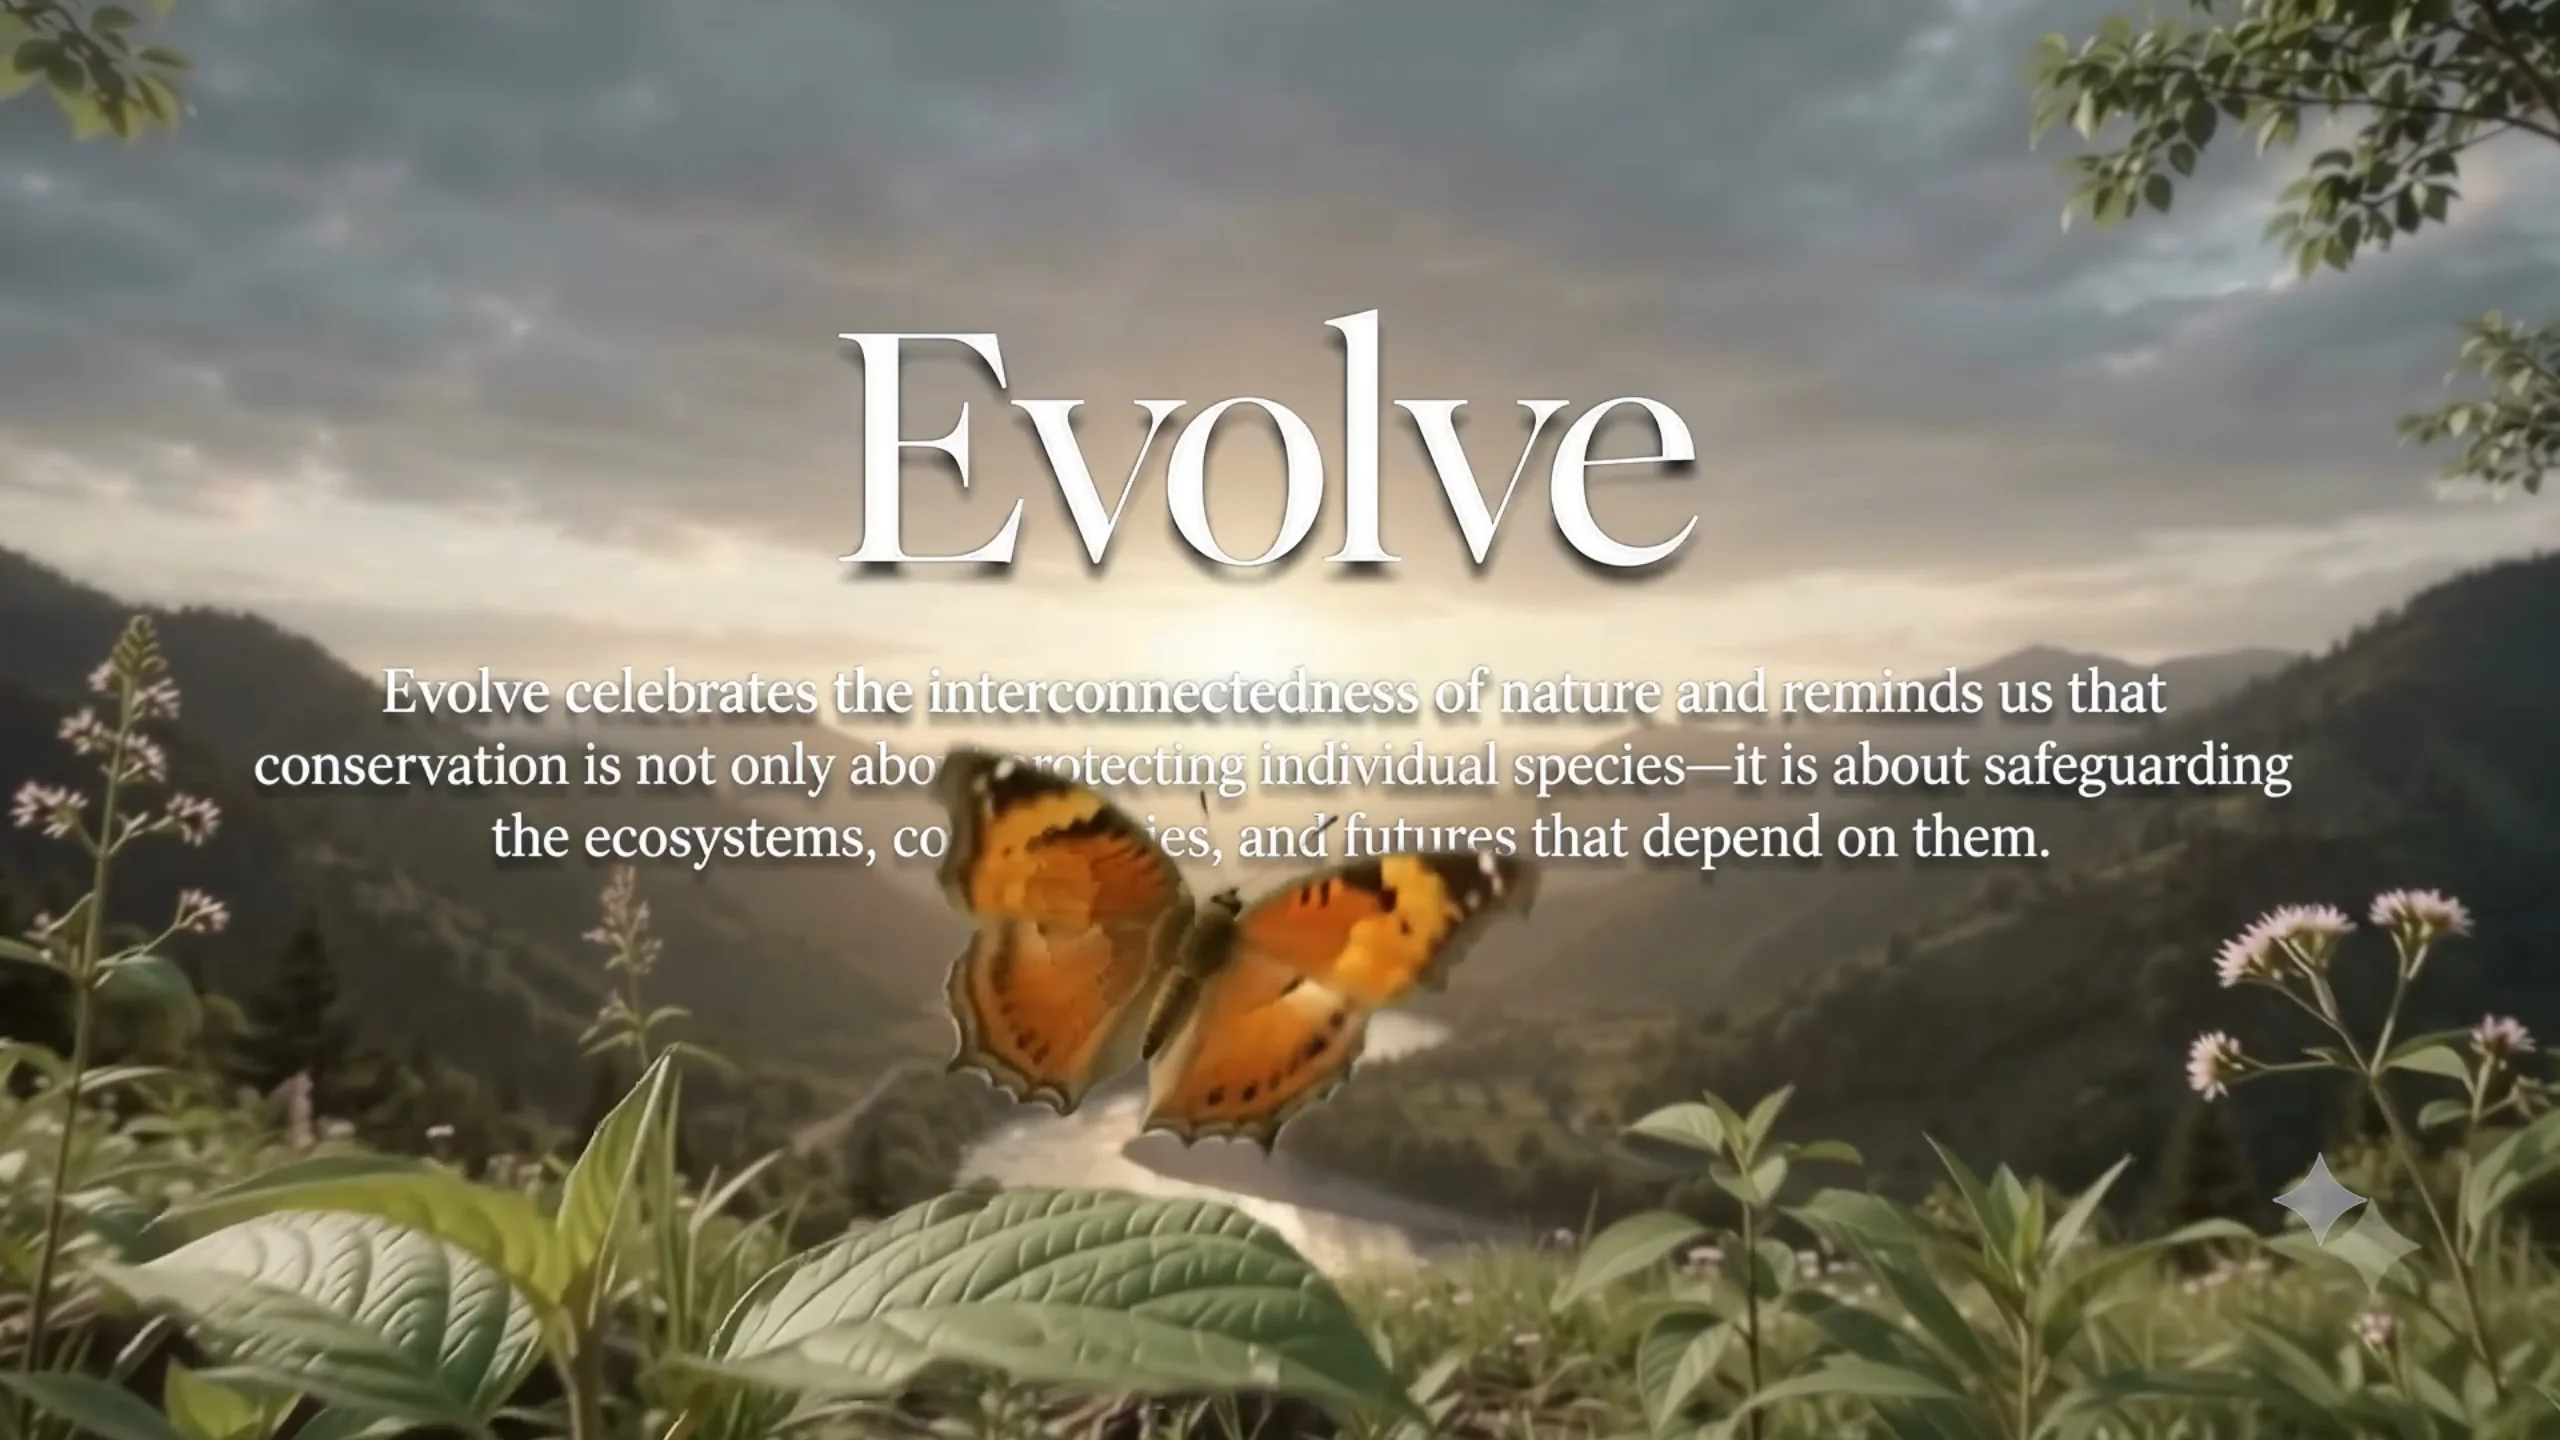 Evolve
Evolve celebrates the interconnectedness of nature and reminds us that
conservation is not only protecting individual species—it is about safeguarding
the ecosystems, and futures that depend on them.